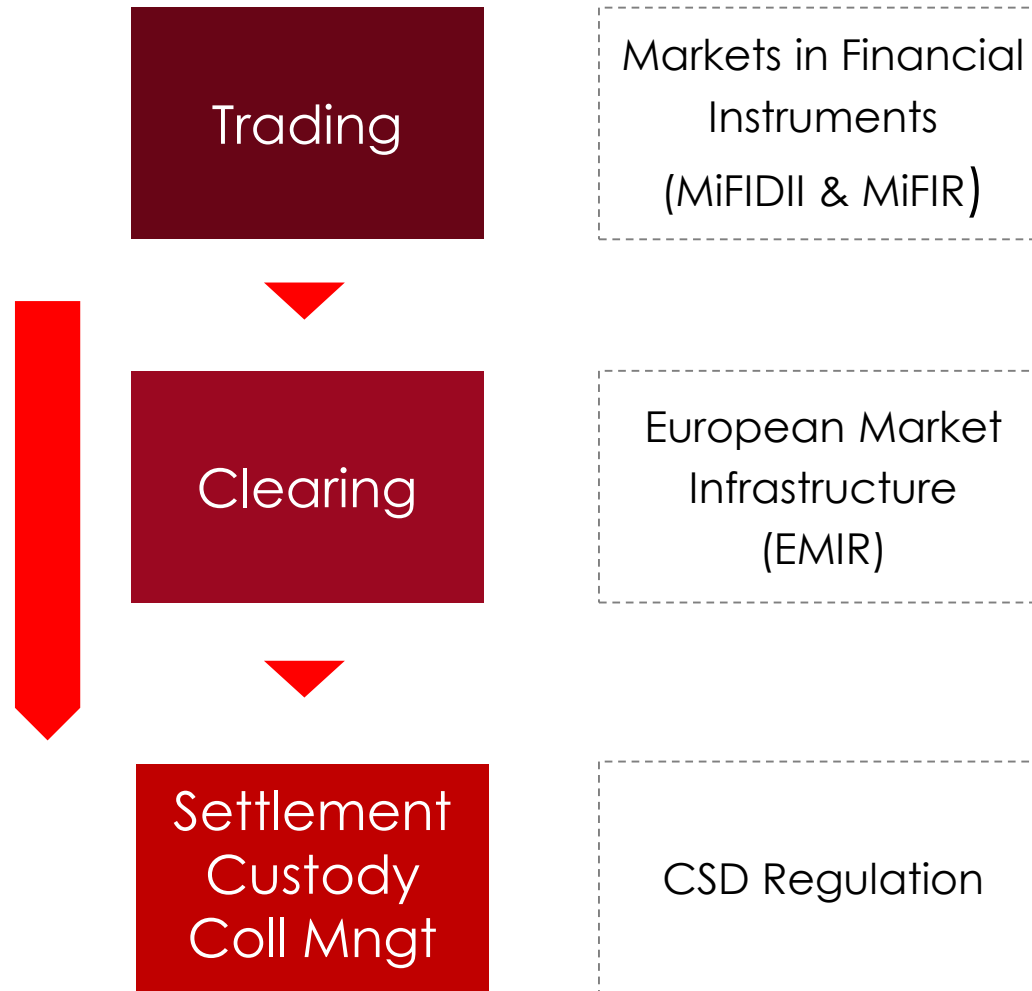 Trading
Markets in Financial
Instruments
(MiFIDII & MiFIR)
Clearing
European Market
Infrastructure
(EMIR)
Settlement
Custody
Coll Mngt
CSD Regulation